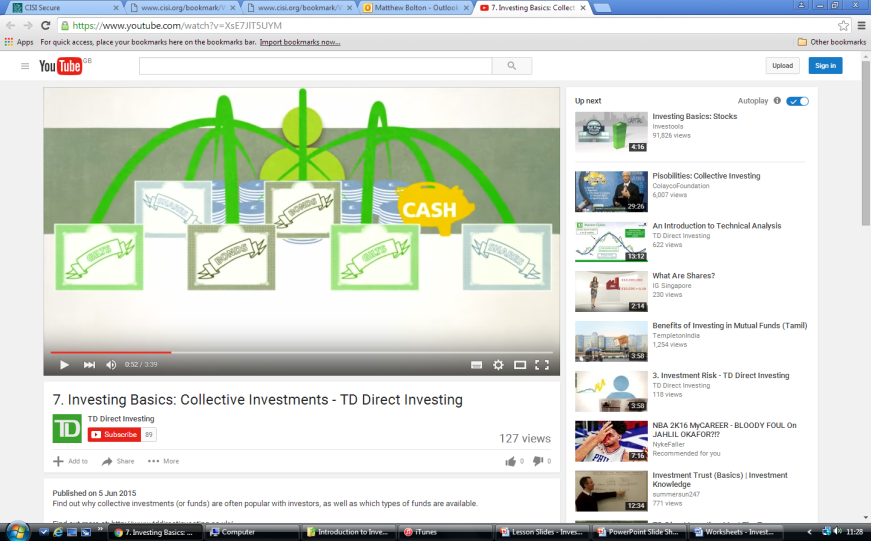 CISI Secure
www.cisi.org/bookmark/W
www.cisi.org/bookmark/W
Matthew Bolton - Outlook
7. Investing Basics: Collect
https://www.youtube.com/watch?v=XsE7JIT5UYM
Apps
For quick access, place your bookmarks here on the bookmarks bar. Import bookmarks now...
Other bookmarks
YouTube GB
Upload
Sign in
SHARES
BONDS
CASH
GILTS
BONDS
GILTS
SHARES
0:52 / 3:39
7. Investing Basics: Collective Investments - TD Direct Investing
TD
TD Direct Investing
Subscribe 89
127 views
Add to
Share
More
0
0
Published on 5 Jun 2015
Find out why collective investments (or funds) are often popular with investors, as well as which types of funds are available.
Up next
Autoplay
Investing Basics: Stocks
Investools
91,826 views
4:16
Pisobilities: Collective Investing
ColaycoFoundation
6,007 views
29:26
An Introduction to Technical Analysis
TD Direct Investing
622 views
13:12
What Are Shares?
IG Singapore
230 views
2:14
Benefits of Investing in Mutual Funds (Tamil)
TempletonIndia
1,254 views
3:58
3. Investment Risk - TD Direct Investing
TD Direct Investing
118 views
3:58
NBA 2K16 MyCAREER - BLOODY FOUL On
JAHLIL OKAFOR?!?
NykeFaller
Recommended for you
7:16
Investment Trust (Basics) | Investment
Knowledge
summersun247
771 views
12:34
7. Investing Basics: ...
Computer
Introduction to Inve...
iTunes
Lesson Slides - Inves...
PowerPoint Slide Sh...
Worksheets - Invest...
11:28